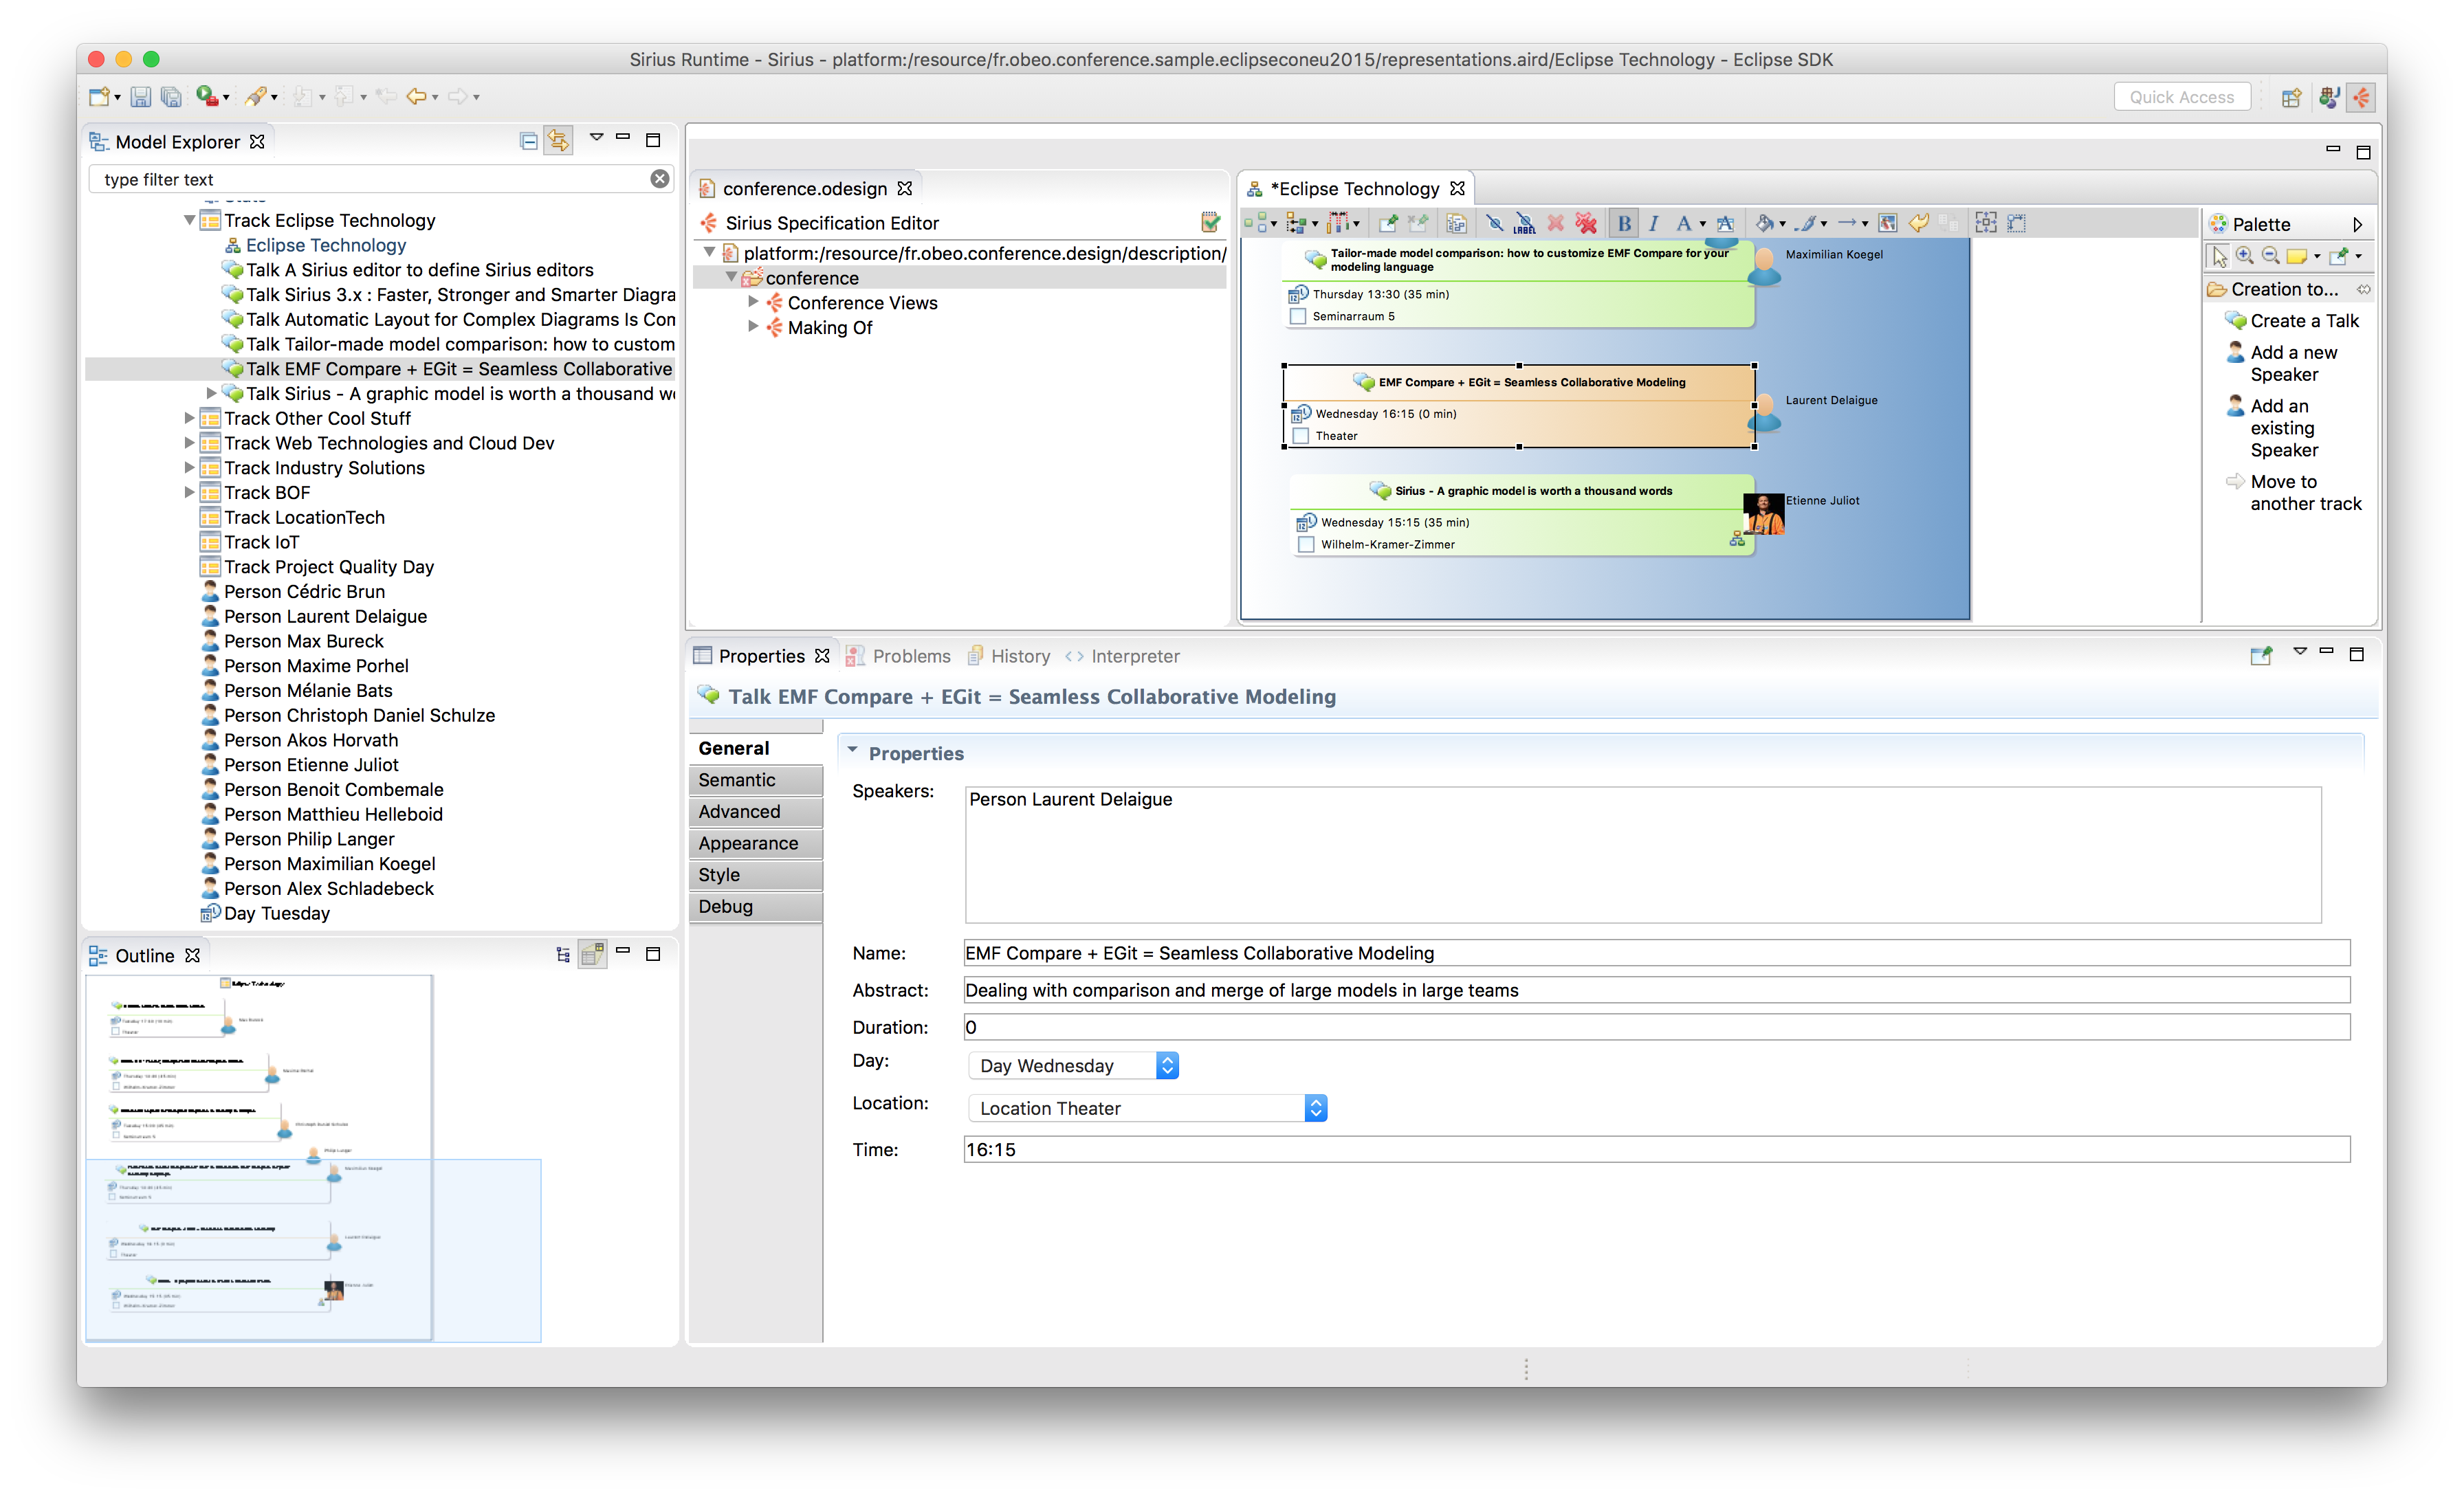 Sirius Runtime - Sirius - platform:/resource/fr.obeo.conference.sample.eclipseconeu2015/representations.aird/Eclipse Technology - Eclipse SDK
Quick Access
Model Explorer
type filter text
Track Eclipse Technology
Eclipse Technology
Talk A Sirius editor to define Sirius editors
Talk Sirius 3.x : Faster, Stronger and Smarter Diagra
Talk Automatic Layout for Complex Diagrams Is Con
Talk Tailor-made model comparison: how to custom
Talk EMF Compare + EGit = Seamless Collaborative
Talk Sirius - A graphic model is worth a thousand w
Track Other Cool Stuff
Track Web Technologies and Cloud Dev
Track Industry Solutions
Track BOF
Track LocationTech
Track IoT
Track Project Quality Day
Person Cédric Brun
Person Laurent Delaigue
Person Max Bureck
Person Maxime Porhel
Person Mélanie Bats
Person Christoph Daniel Schulze
Person Akos Horvath
Person Etienne Juliot
Person Benoit Combemale
Person Matthieu Helleboid
Person Philip Langer
Person Maximilian Koegel
Person Alex Schladebeck
Day Tuesday
Outline
conference.odesign
Sirius Specification Editor
platform:/resource/fr.obeo.conference.design/description/
conference
Conference Views
Making Of
*Eclipse Technology
LABEL
B I A A
Tailor-made model comparison: how to customize EMF Compare for your
modeling language
Maximilian Koegel
Thursday 13:30 (35 min)
Seminarraum 5
EMF Compare + EGit = Seamless Collaborative Modeling
Laurent Delaigue
Wednesday 16:15 (0 min)
Theater
Sirius - A graphic model is worth a thousand words
Etienne Juliot
Wednesday 15:15 (35 min)
Wilhelm-Kramer-Zimmer
Palette
Creation to...
Create a Talk
Add a new
Speaker
Add an
existing
Speaker
Move to
another track
Properties
Problems
History
Interpreter
Talk EMF Compare + EGit = Seamless Collaborative Modeling
General
Semantic
Advanced
Appearance
Style
Debug
Properties
Speakers:
Person Laurent Delaigue
Name:
EMF Compare + EGit = Seamless Collaborative Modeling
Abstract:
Dealing with comparison and merge of large models in large teams
Duration:
0
Day:
Day Wednesday
Location:
Location Theater
Time:
16:15